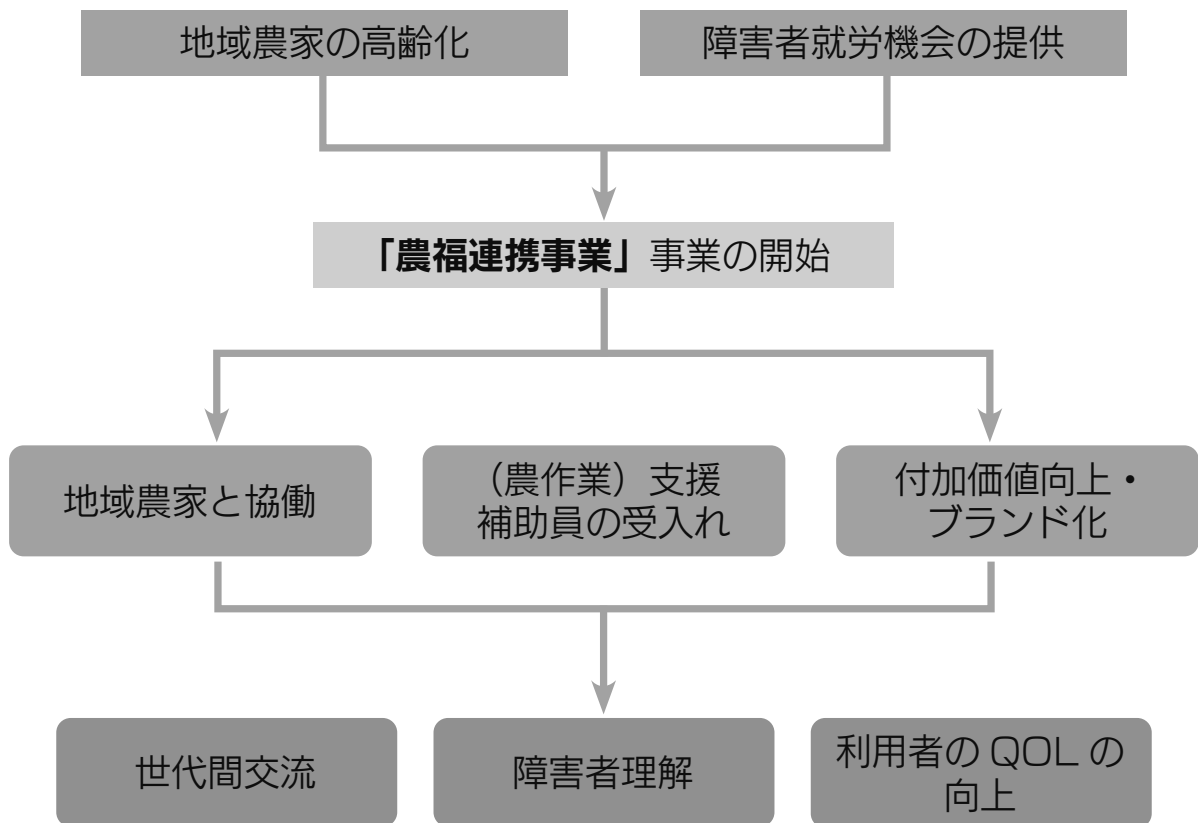 地域農家の高齢化
障害者就労機会の提供
「農福連携事業」事業の開始
地域農家と協働
（農作業）支援
補助員の受入れ
付加価値向上・
ブランド化
世代間交流
障害者理解
利用者の QOL の
向上